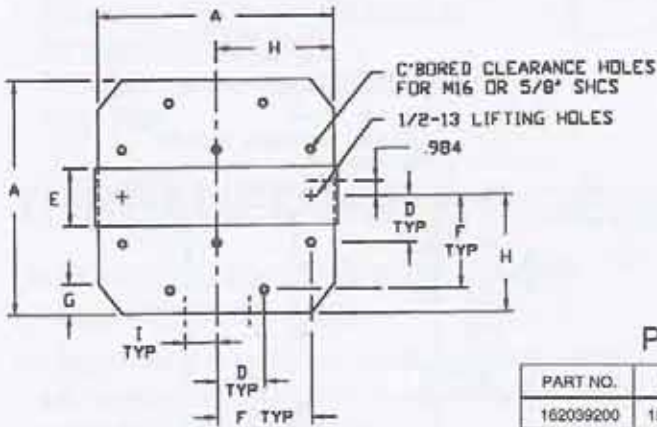 A
H
C'BORED CLEARANCE HOLES
FOR M16 OR 5/8" SHCS
1/2-13 LIFTING HOLES
.984
A
E
D
TYP
F
TYP
H
G
I
TYP
D
TYP
F TYP
P
PART NO.
162039200